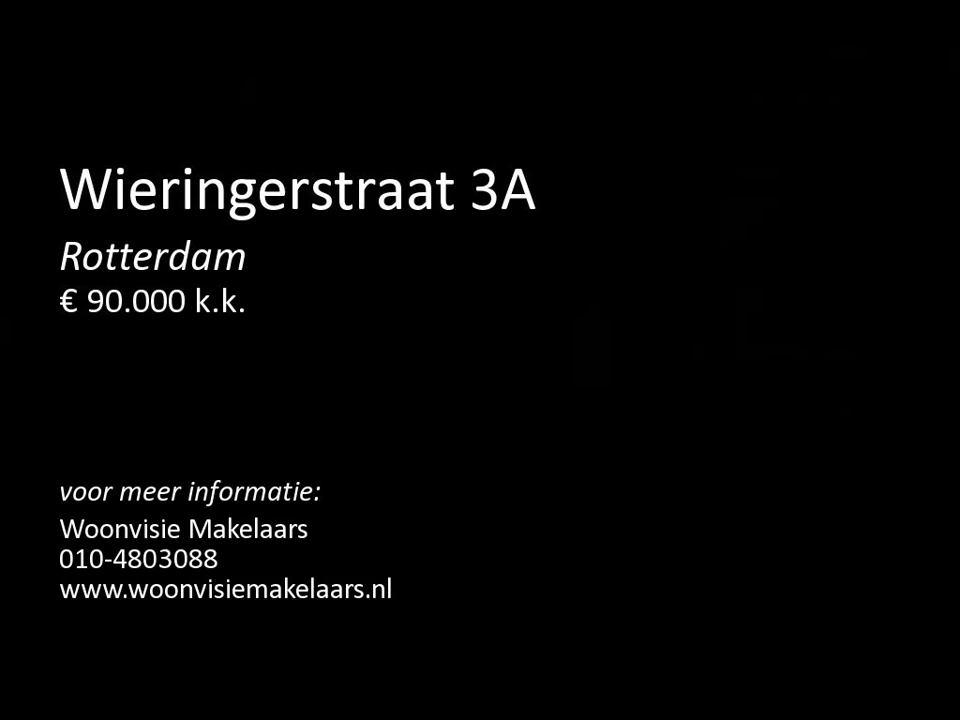 Wieringerstraat 3A
Rotterdam
€ 90.000 k.k.
voor meer informatie:
Woonvisie Makelaars
010-4803088
www.woonvisiemakelaars.nl